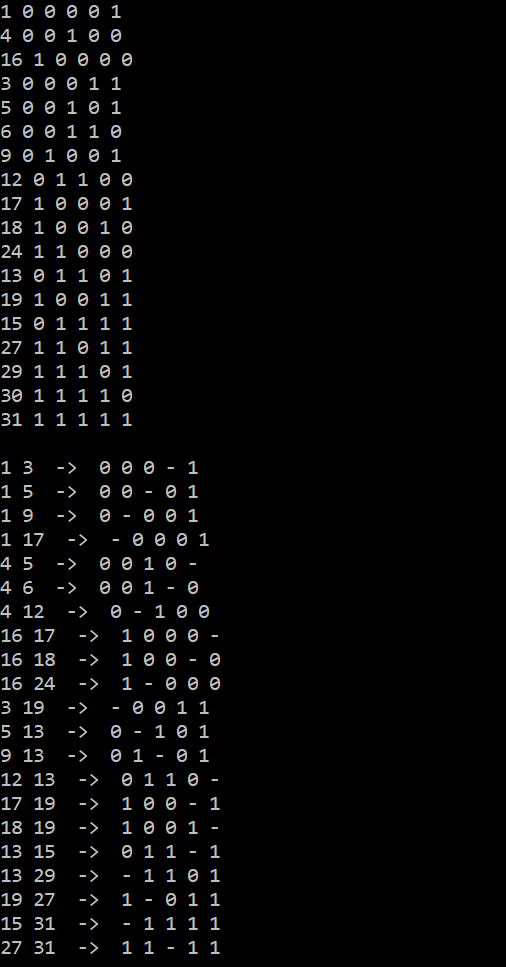 1 0 0 0 0 1
4 0 0 1 0 0
16 1 0 0 0 0
3 0 0 0 1 1
5 0 0 1 0 1
6 0 0 1 1 0
9 0 1 0 0 1
12 0 1 1 0 0
17 1 0 0 0 1
18 1 0 0 1 0
24 1 1 0 0 0
13 0 1 1 0 1
19 1 0 0 1 1
15 0 1 1 1 1
27 1 1 0 1 1
29 1 1 1 0 1
30 1 1 1 1 0
31 1 1 1 1 1

1 3  ->  0 0 0 - 1
1 5  ->  0 0 - 0 1
1 9  ->  0 - 0 0 1
1 17  ->  - 0 0 0 1
4 5  ->  0 0 1 0 -
4 6  ->  0 0 1 - 0
4 12  ->  0 - 1 0 0
16 17  ->  1 0 0 0 -
16 18  ->  1 0 0 - 0
16 24  ->  1 - 0 0 0
3 19  ->  - 0 0 1 1
5 13  ->  0 - 1 0 1
9 13  ->  0 1 - 0 1
12 13  ->  0 1 1 0 -
17 19  ->  1 0 0 - 1
18 19  ->  1 0 0 1 -
13 15  ->  0 1 1 - 1
13 29  ->  - 1 1 0 1
19 27  ->  1 - 0 1 1
15 31  ->  - 1 1 1 1
27 31  ->  1 1 - 1 1